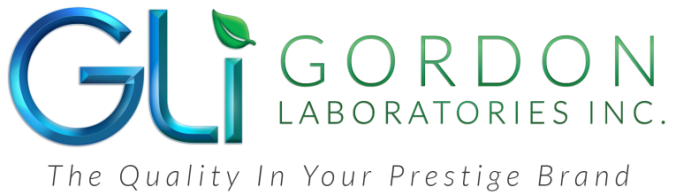 GLi
GORDON
LABORATORIES INC.
The Quality In Your Prestige Brand